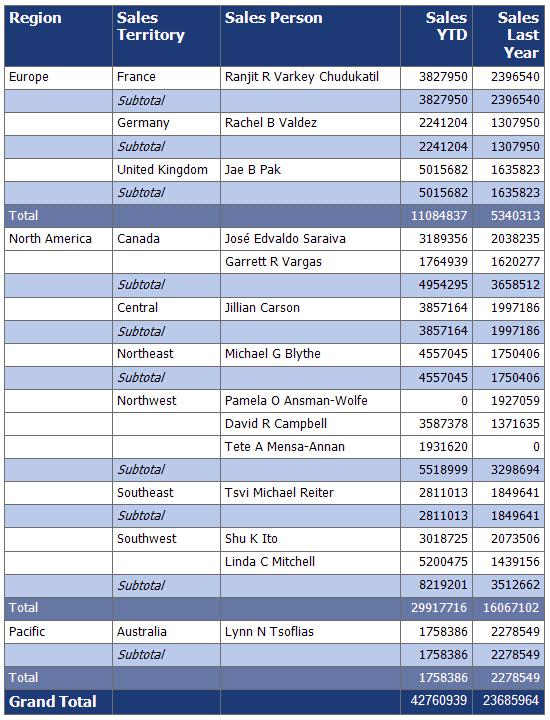 Region Sales Territory Sales Person Sales YTD Sales Last Year
Europe France Ranjit R Varkey Chudukatil 3827950 2396540
Subtotal 3827950 2396540
Germany Rachel B Valdez 2241204 1307950
Subtotal 2241204 1307950
United Kingdom Jae B Pak 5015682 1635823
Subtotal 5015682 1635823
Total 11084837 5340313
North America Canada José Edvaldo Saraiva 3189356 2038235
Garrett R Vargas 1764939 1620277
Subtotal 4954295 3658512
Central Jillian Carson 3857164 1997186
Subtotal 3857164 1997186
Northeast Michael G Blythe 4557045 1750406
Subtotal 4557045 1750406
Northwest Pamela O Ansman-Wolfe 0 1927059
David R Campbell 3587378 1371635
Tete A Mensa-Annan 1931620 0
Subtotal 5518999 3298694
Southeast Tsvi Michael Reiter 2811013 1849641
Subtotal 2811013 1849641
Southwest Shu K Ito 3018725 2073506
Linda C Mitchell 5200475 1439156
Subtotal 8219201 3512662
Total 29917716 16067102
Pacific Australia Lynn N Tsoflias 1758386 2278549
Subtotal 1758386 2278549
Total 1758386 2278549
Grand Total 42760939 23685964